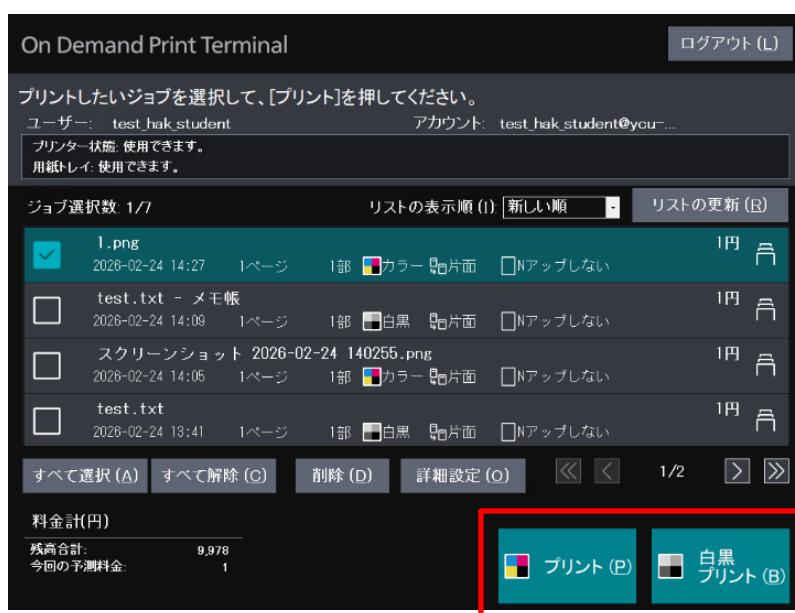 On Demand Print Terminal
ログアウト(L)
プリントしたいジョブを選択して、[プリント]を押してください。
ユーザー: test_hak_student アカウント: test_hak_student@ycu-...
プリンター状態: 使用できます。
用紙トレイ: 使用できます。
ジョブ選択数: 1/7 リストの表示順(I): 新しい順 リストの更新(R)
1.png 1円
2026-02-24 14:27 1ページ 1部 カラー 片面 Nアップしない
test.txt - メモ帳 1円
2026-02-24 14:09 1ページ 1部 白黒 片面 Nアップしない
スクリーンショット 2026-02-24 140255.png 1円
2026-02-24 14:05 1ページ 1部 カラー 片面 Nアップしない
test.txt 1円
2026-02-24 13:41 1ページ 1部 白黒 片面 Nアップしない
すべて選択(A) すべて解除(C) 削除(D) 詳細設定(O) 1/2
料金計(円)
残高合計: 9,978
今回の予測料金: 1
プリント(P)
白黒
プリント(B)